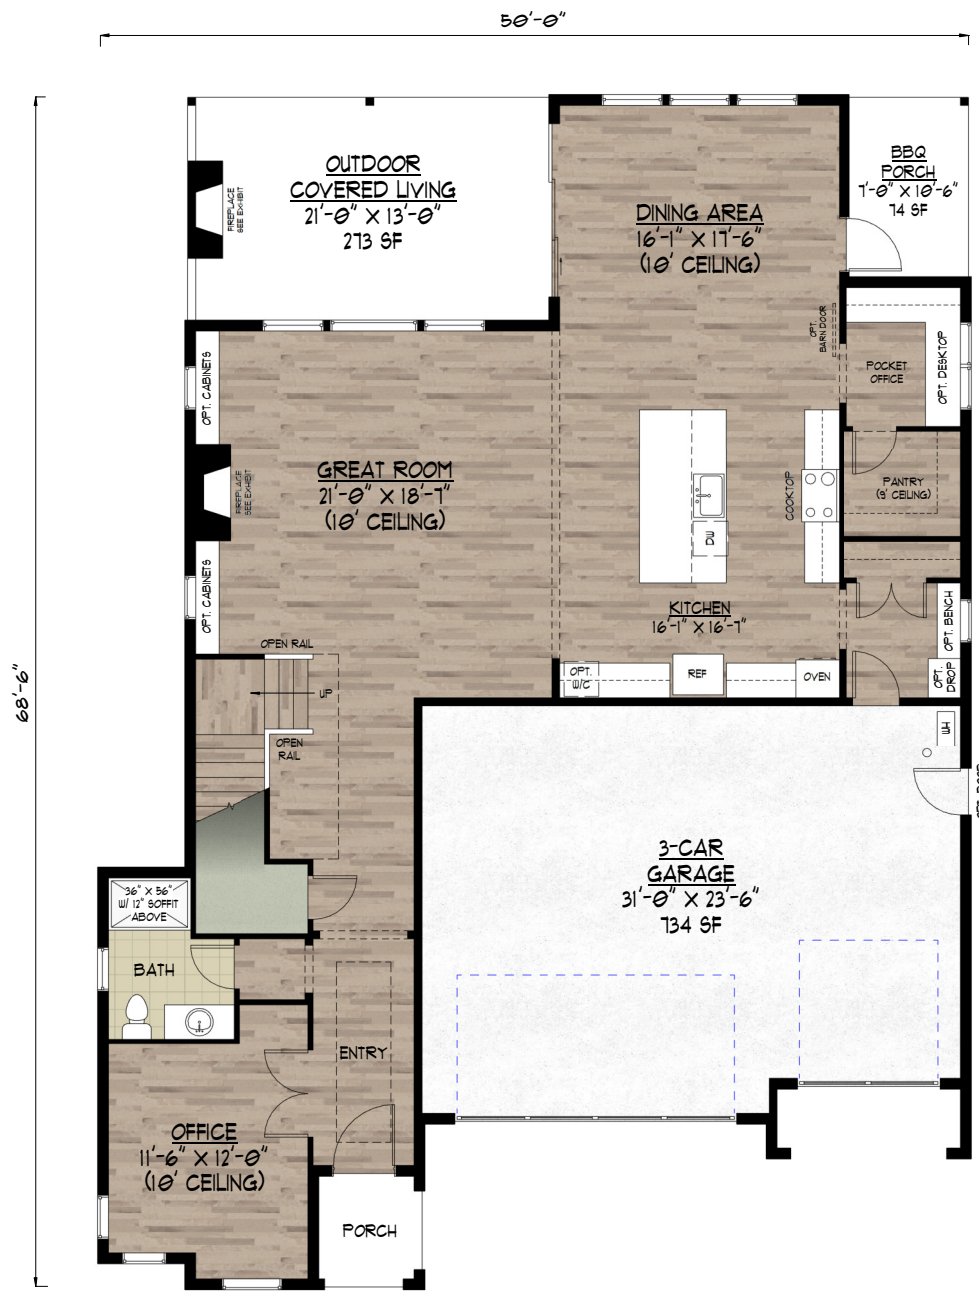 50'-0"
68'-6"
OUTDOOR
COVERED LIVING
21'-0" X 13'-0"
273 SF
FIREPLACE
SEE EXHIBIT
DINING AREA
16'-1" X 17'-6"
(10' CEILING)
BBQ
PORCH
7'-0" X 10'-6"
74 SF
OPT.
BARN DOOR
POCKET
OFFICE
OPT. DESKTOP
OPT. CABINETS
GREAT ROOM
21'-0" X 18'-7"
(10' CEILING)
FIREPLACE
SEE EXHIBIT
OPT. CABINETS
COOKTOP
PANTRY
(9' CEILING)
DW
KITCHEN
16'-1" X 16'-7"
OPT. BENCH
OPT.
DROP
OPT.
W/C
REF
OVEN
OPEN RAIL
UP
OPEN
RAIL
WH
3-CAR
GARAGE
31'-0" X 23'-6"
734 SF
36" X 56"
W/ 12" SOFFIT
ABOVE
BATH
ENTRY
OFFICE
11'-6" X 12'-0"
(10' CEILING)
PORCH